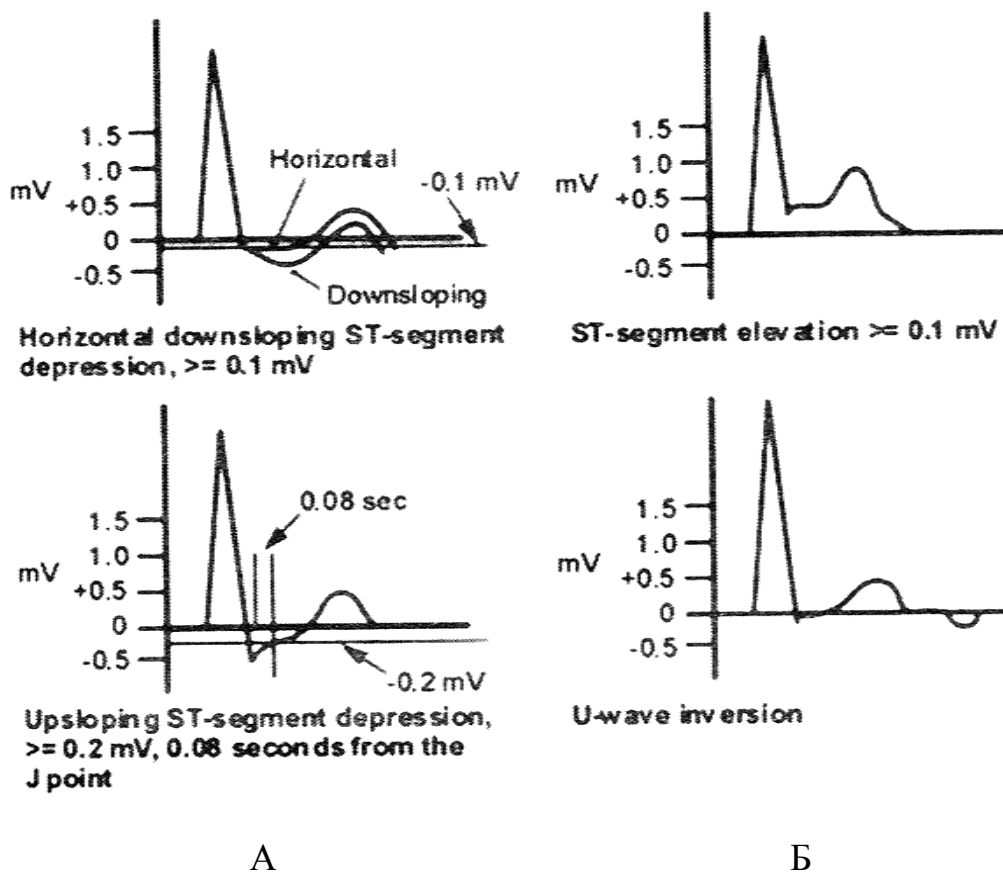 mV
1.5
1.0
+0.5
0
-0.5
Horizontal
-0.1 mV
Downsloping
Horizontal downsloping ST-segment
depression, >= 0.1 mV
mV
1.5
1.0
+0.5
0
-0.5
ST-segment elevation >= 0.1 mV
mV
1.5
1.0
+0.5
0
-0.5
0.08 sec
-0.2 mV
Upsloping ST-segment depression,
>= 0.2 mV, 0.08 seconds from the
J point
mV
1.5
1.0
+0.5
0
-0.5
U-wave inversion
А
Б